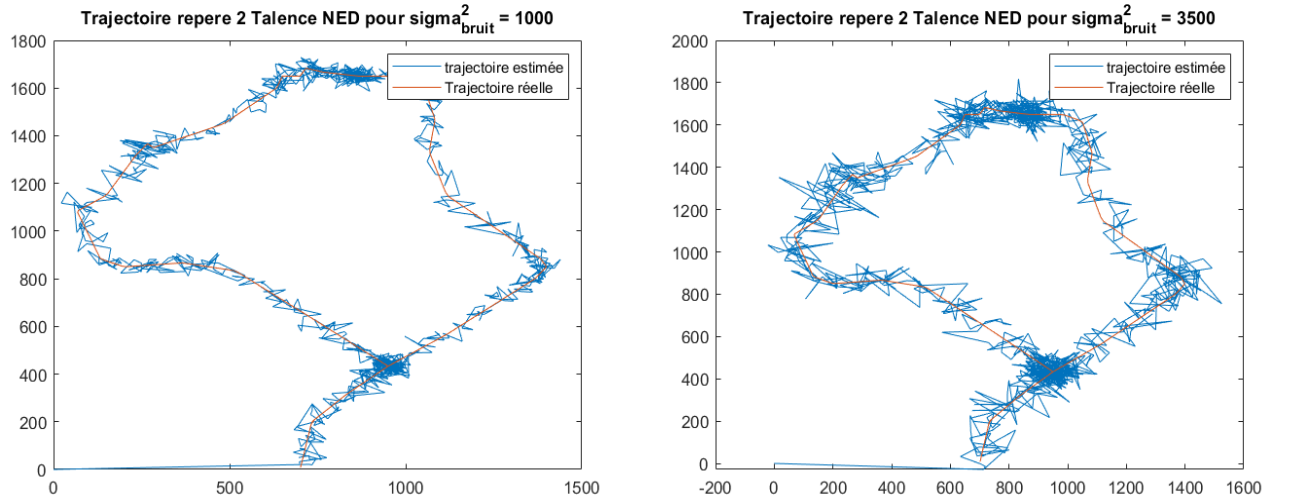 Trajectoire repere 2 Talence NED pour sigma²bruit = 1000
1800
1600
1400
1200
1000
800
600
400
200
0
0 500 1000 1500
trajectoire estimée
Trajectoire réelle
Trajectoire repere 2 Talence NED pour sigma²bruit = 3500
2000
1800
1600
1400
1200
1000
800
600
400
200
0
-200 0 200 400 600 800 1000 1200 1400 1600
trajectoire estimée
Trajectoire réelle